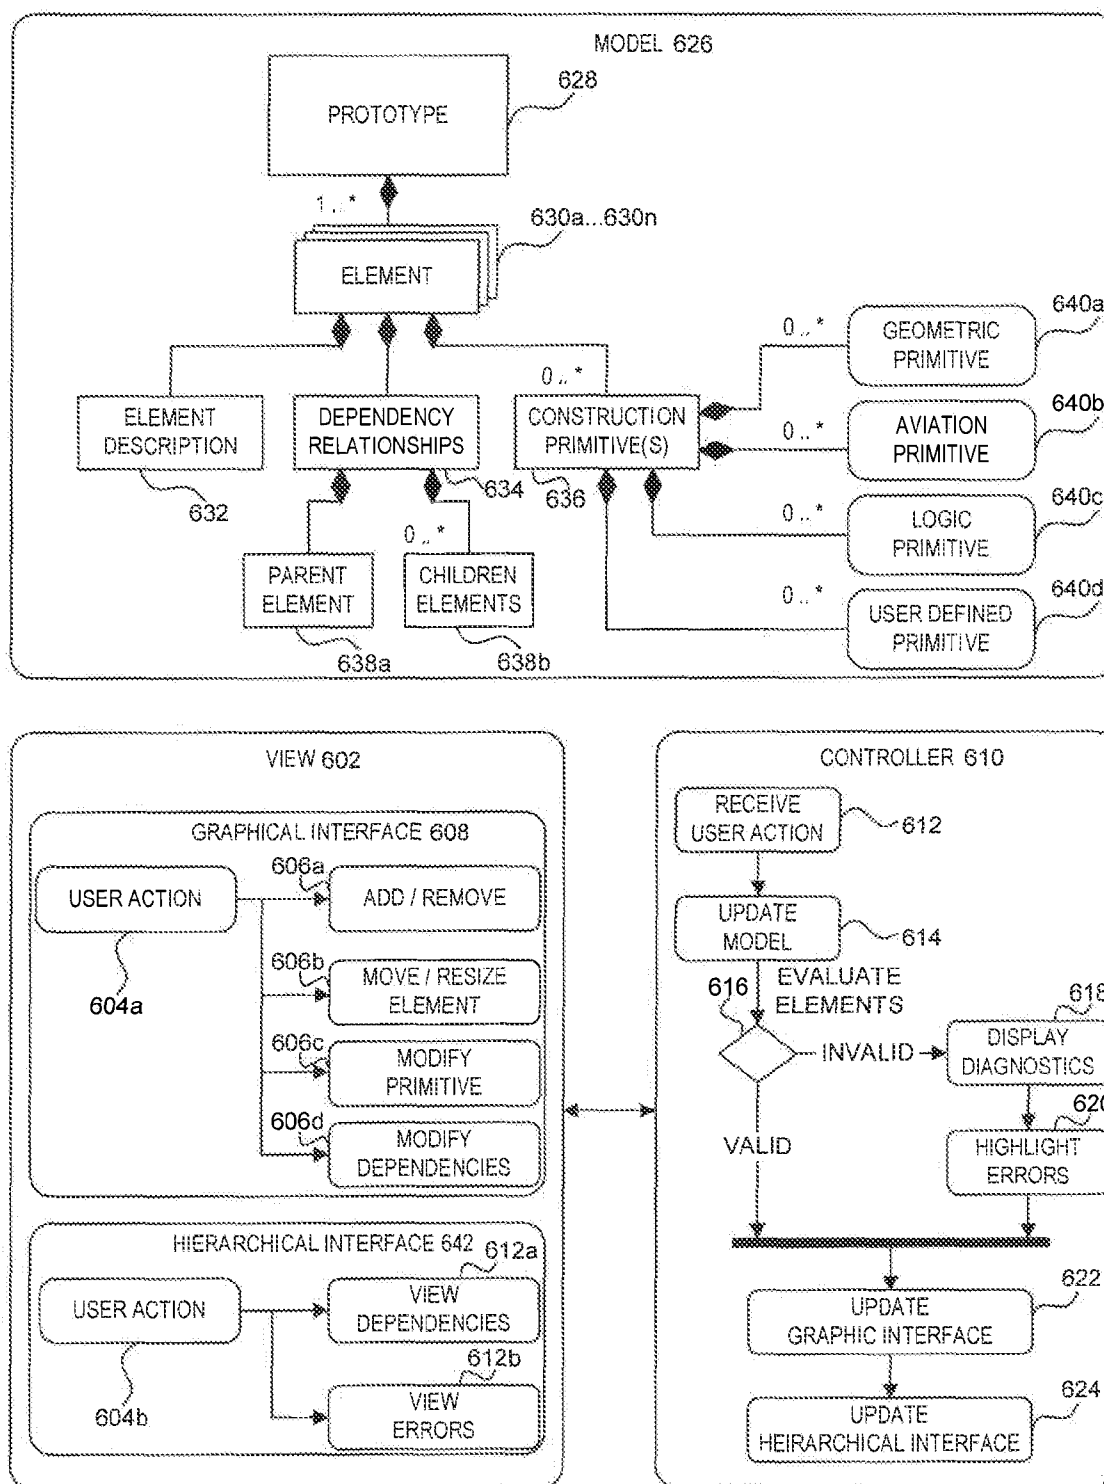 MODEL 626
PROTOTYPE
628
1..*
630a...630n
ELEMENT
ELEMENT
DESCRIPTION
632
DEPENDENCY
RELATIONSHIPS
634
0..*
CONSTRUCTION
PRIMITIVE(S)
636
0..*
GEOMETRIC
PRIMITIVE
640a
0..*
AVIATION
PRIMITIVE
640b
0..*
LOGIC
PRIMITIVE
640c
0..*
USER DEFINED
PRIMITIVE
640d
PARENT
ELEMENT
638a
0..*
CHILDREN
ELEMENTS
638b
VIEW 602
GRAPHICAL INTERFACE 608
USER ACTION
604a
606a
ADD / REMOVE
606b
MOVE / RESIZE
ELEMENT
606c
MODIFY
PRIMITIVE
606d
MODIFY
DEPENDENCIES
HIERARCHICAL INTERFACE 642
USER ACTION
604b
612a
VIEW
DEPENDENCIES
612b
VIEW
ERRORS
CONTROLLER 610
RECEIVE
USER ACTION
612
UPDATE
MODEL
614
616
EVALUATE
ELEMENTS
INVALID
618
DISPLAY
DIAGNOSTICS
VALID
620
HIGHLIGHT
ERRORS
UPDATE
GRAPHIC INTERFACE
622
UPDATE
HEIRARCHICAL INTERFACE
624